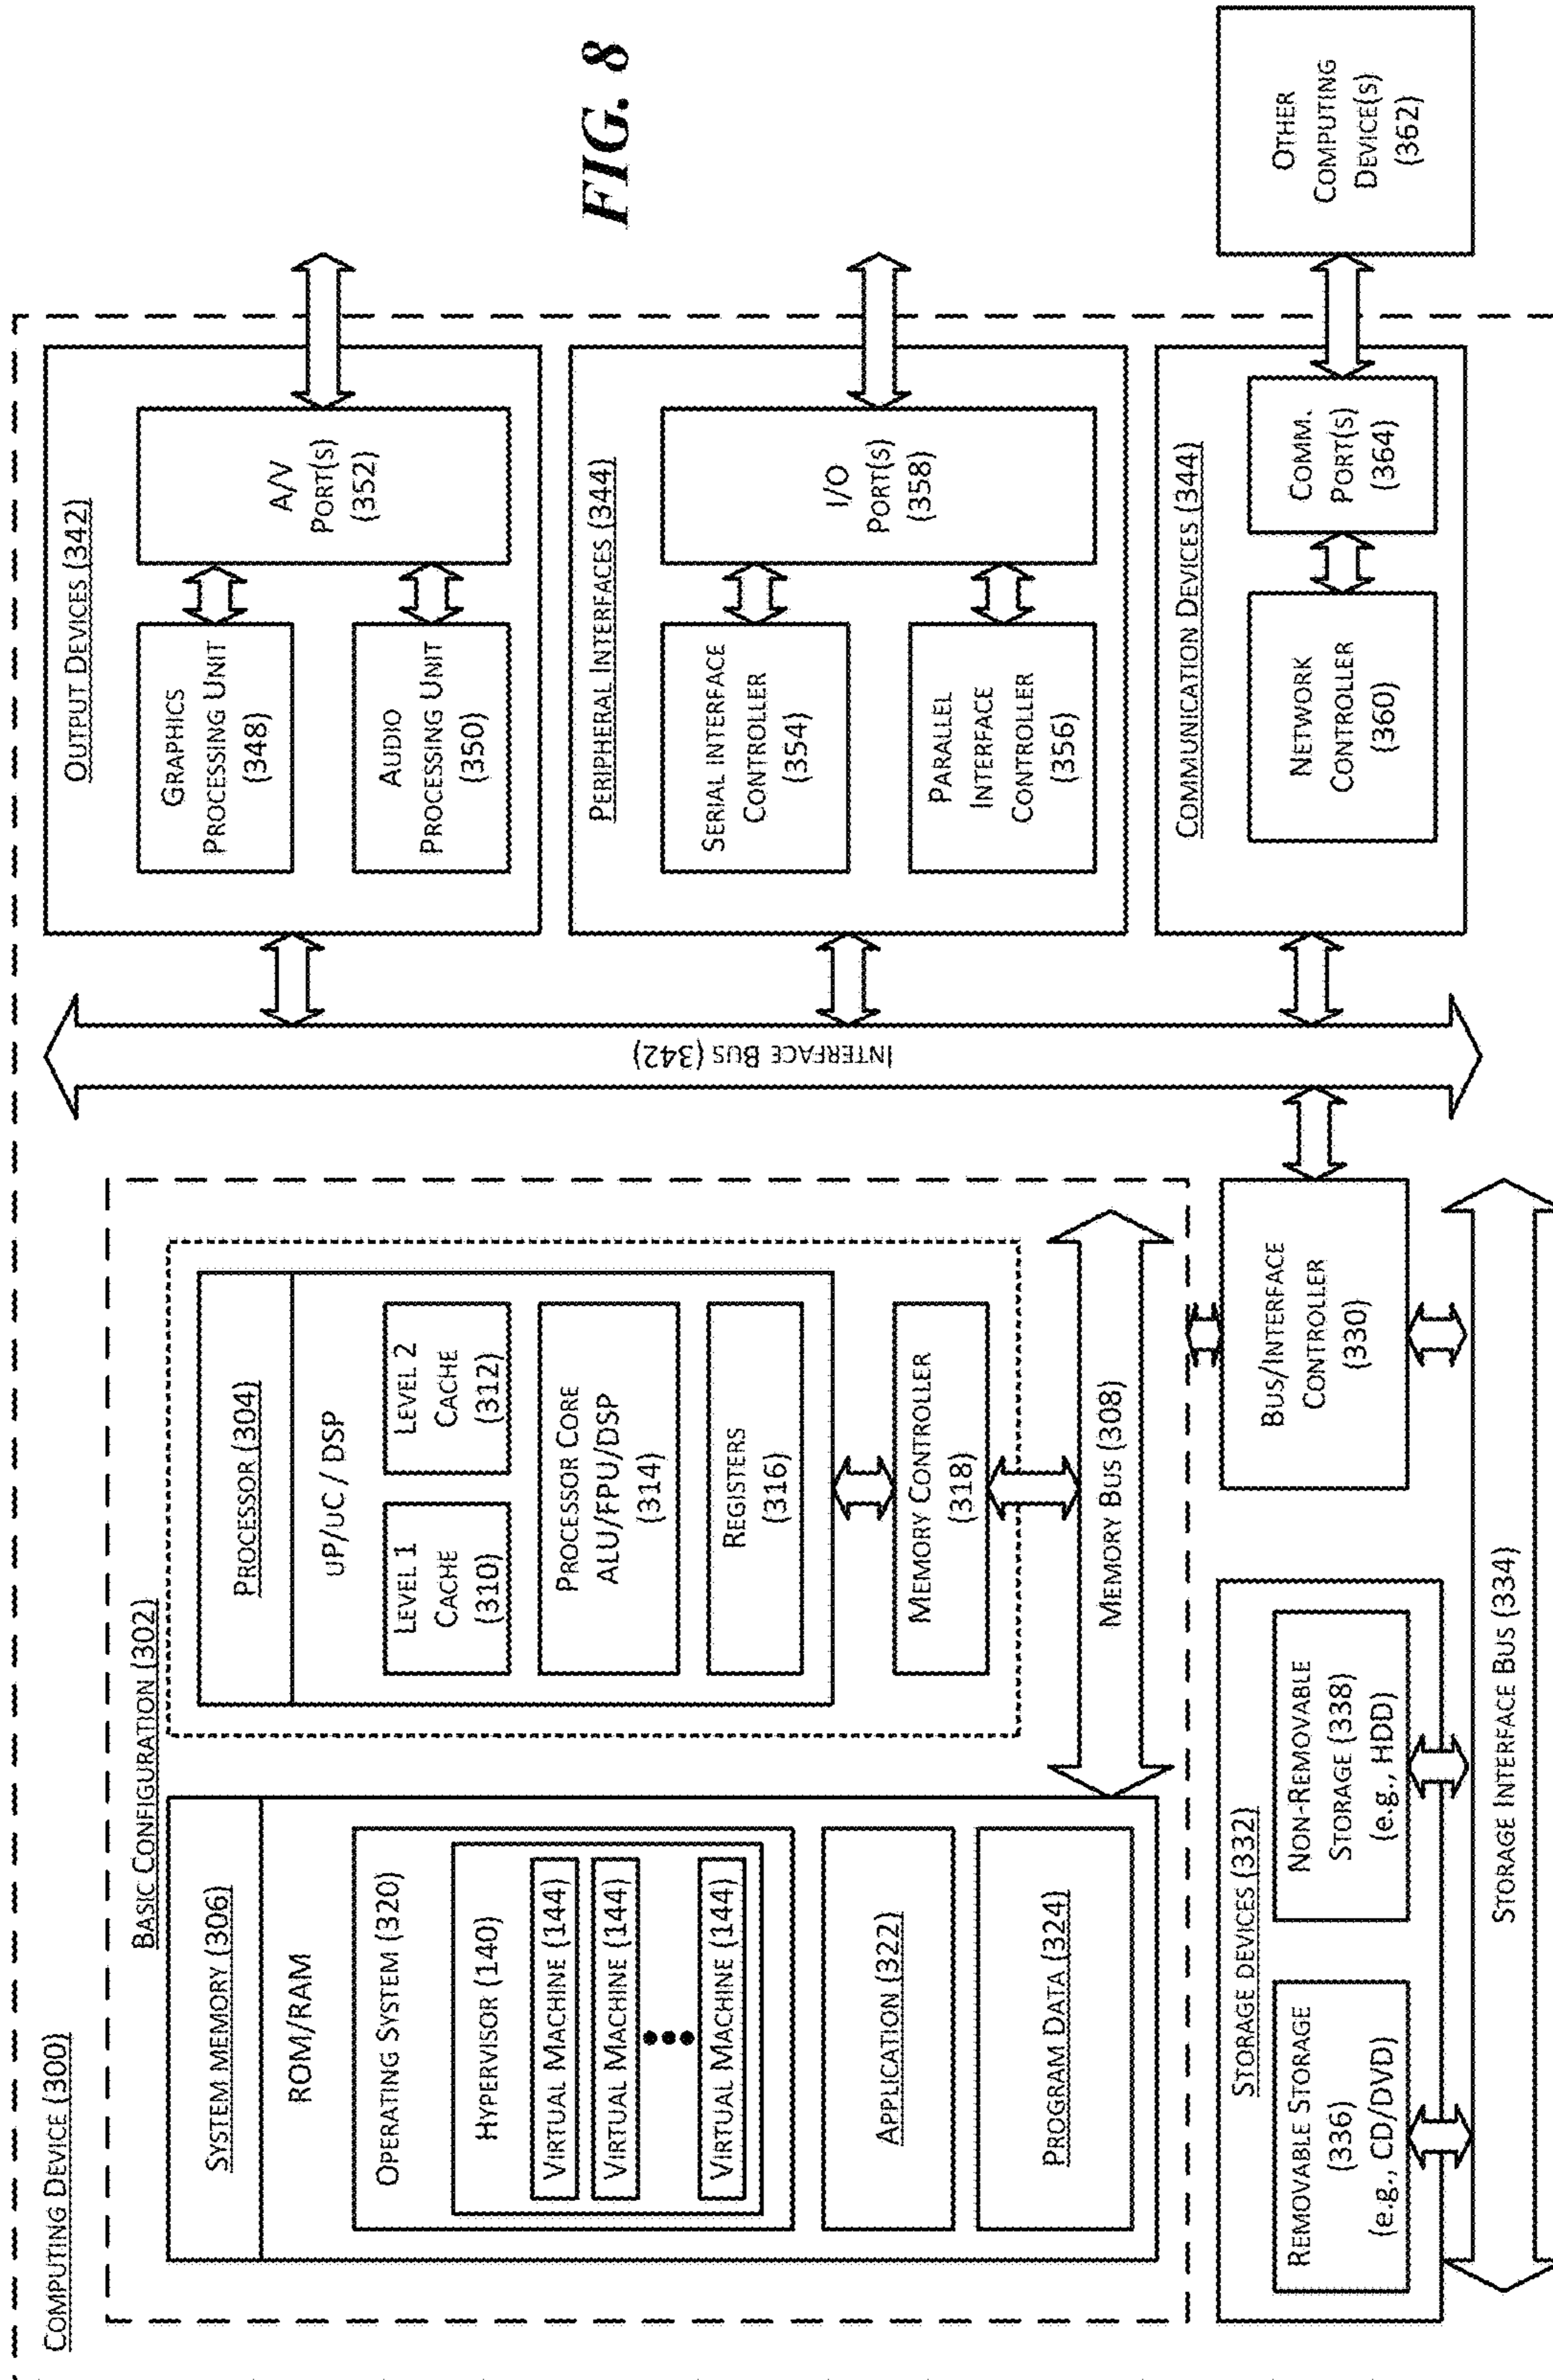 COMPUTING DEVICE (300)
BASIC CONFIGURATION (302)
SYSTEM MEMORY (306)
ROM/RAM
OPERATING SYSTEM (320)
HYPERVISOR (140)
VIRTUAL MACHINE (144)
VIRTUAL MACHINE (144)
VIRTUAL MACHINE (144)
APPLICATION (322)
PROGRAM DATA (324)
PROCESSOR (304)
uP/uC / DSP
LEVEL 1
CACHE
(310)
LEVEL 2
CACHE
(312)
PROCESSOR CORE
ALU/FPU/DSP
(314)
REGISTERS
(316)
MEMORY CONTROLLER
(318)
MEMORY BUS (308)
STORAGE DEVICES (332)
REMOVABLE STORAGE
(336)
(e.g., CD/DVD)
NON-REMOVABLE
STORAGE (338)
(e.g., HDD)
BUS/INTERFACE
CONTROLLER
(330)
STORAGE INTERFACE BUS (334)
INTERFACE BUS (342)
OUTPUT DEVICES (342)
GRAPHICS
PROCESSING UNIT
(348)
AUDIO
PROCESSING UNIT
(350)
A/V
PORT(S)
(352)
PERIPHERAL INTERFACES (344)
SERIAL INTERFACE
CONTROLLER
(354)
PARALLEL
INTERFACE
CONTROLLER
(356)
I/O
PORT(S)
(358)
COMMUNICATION DEVICES (344)
NETWORK
CONTROLLER
(360)
COMM.
PORT(S)
(364)
OTHER
COMPUTING
DEVICE(S)
(362)
FIG. 8